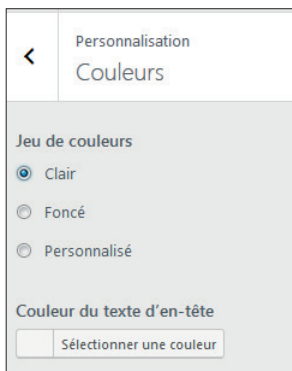 Personnalisation
Couleurs
Jeu de couleurs
Clair
Foncé
Personnalisé
Couleur du texte d’en-tête
Sélectionner une couleur